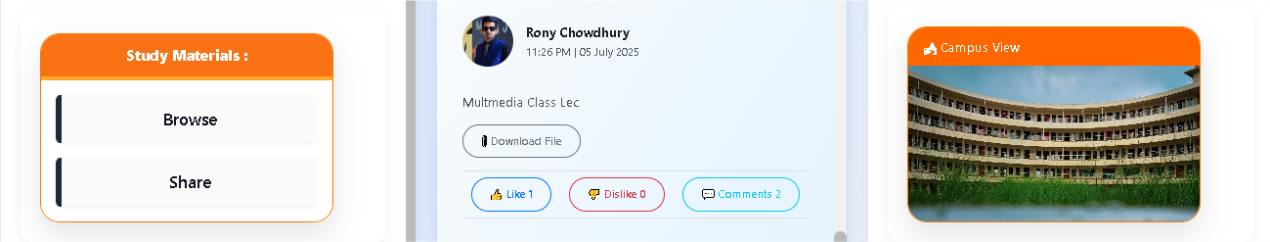 Study Materials :
Browse
Share
Rony Chowdhury
11:26 PM | 05 July 2025
Multmedia Class Lec
Download File
Like 1
Dislike 0
Comments 2
Campus View